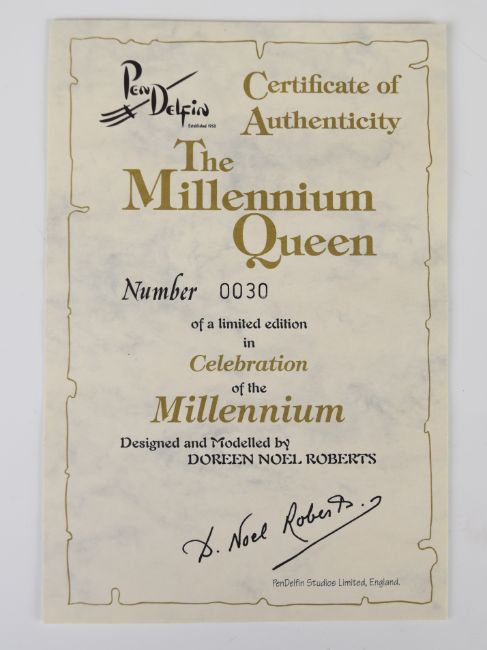 PenDelfin
Established 1953
Certificate of
Authenticity
The
Millennium
Queen
Number 0030
of a limited edition
in
Celebration
of the
Millennium
Designed and Modelled by
DOREEN NOEL ROBERTS
D. Noel Roberts.
PenDelfin Studios Limited, England.